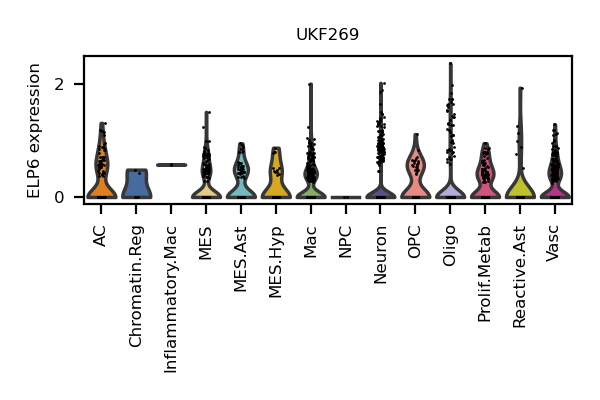 UKF269
ELP6 expression
2
0
AC
Chromatin.Reg
Inflammatory.Mac
MES
MES.Ast
MES.Hyp
Mac
NPC
Neuron
OPC
Oligo
Prolif.Metab
Reactive.Ast
Vasc